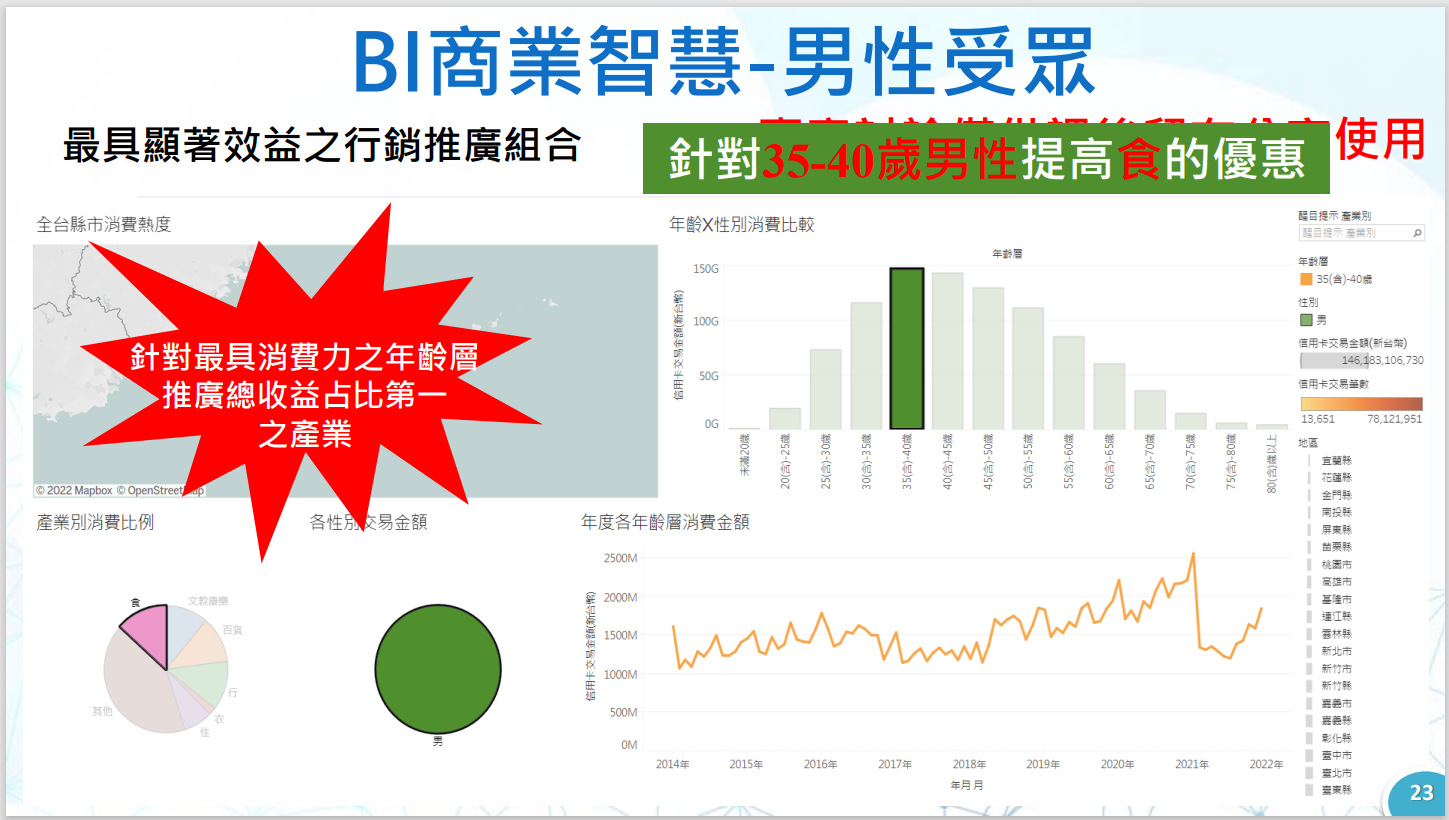 BI商業智慧-男性受眾
最具顯著效益之行銷推廣組合
使用
針對35-40歲男性提高食的優惠
全台縣市消費熱度
針對最具消費力之年齡層
推廣總收益占比第一
之產業
© 2022 Mapbox © OpenStreetMap
年齡X性別消費比較
年齡層
信用卡交易金額(新台幣)
150G
100G
50G
0G
未滿20歲
20(含)-25歲
25(含)-30歲
30(含)-35歲
35(含)-40歲
40(含)-45歲
45(含)-50歲
50(含)-55歲
55(含)-60歲
60(含)-65歲
65(含)-70歲
70(含)-75歲
75(含)-80歲
80(含)歲以上
醒目提示 產業別
醒目提示 產業別
年齡層
35(含)-40歲
性別
男
信用卡交易金額(新台幣)
146,183,106,730
信用卡交易筆數
13,651 78,121,951
地區
宜蘭縣
花蓮縣
金門縣
南投縣
屏東縣
苗栗縣
桃園市
高雄市
基隆市
連江縣
雲林縣
新北市
新竹市
新竹縣
嘉義市
嘉義縣
彰化縣
臺中市
臺北市
臺東縣
產業別消費比例
食
文教康樂
百貨
行
衣
住
其他
各性別交易金額
男
年度各年齡層消費金額
信用卡交易金額(新台幣)
2500M
2000M
1500M
1000M
500M
0M
2014年 2015年 2016年 2017年 2018年 2019年 2020年 2021年 2022年
年月 月
23